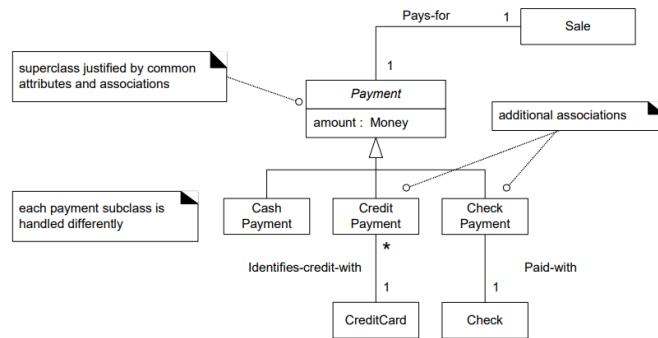 Pays-for
1
Sale
superclass justified by common
attributes and associations
1
Payment
amount : Money
additional associations
each payment subclass is
handled differently
Cash
Payment
Credit
Payment
Check
Payment
*
Identifies-credit-with
Paid-with
1
1
CreditCard
Check